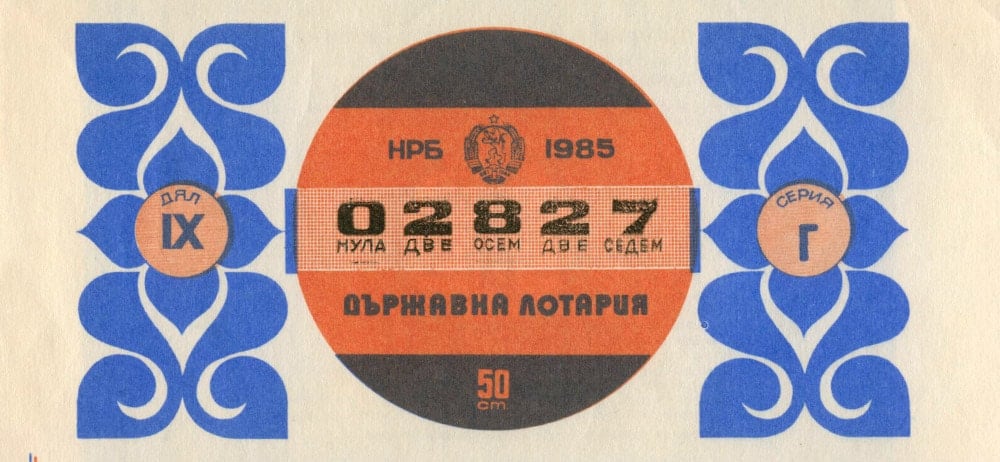 НРБ 1985
ДЯЛ
IX
СЕРИЯ
Г
02827
НУЛА ДВЕ ОСЕМ ДВЕ СЕДЕМ
ДЪРЖАВНА ЛОТАРИЯ
50
ст.